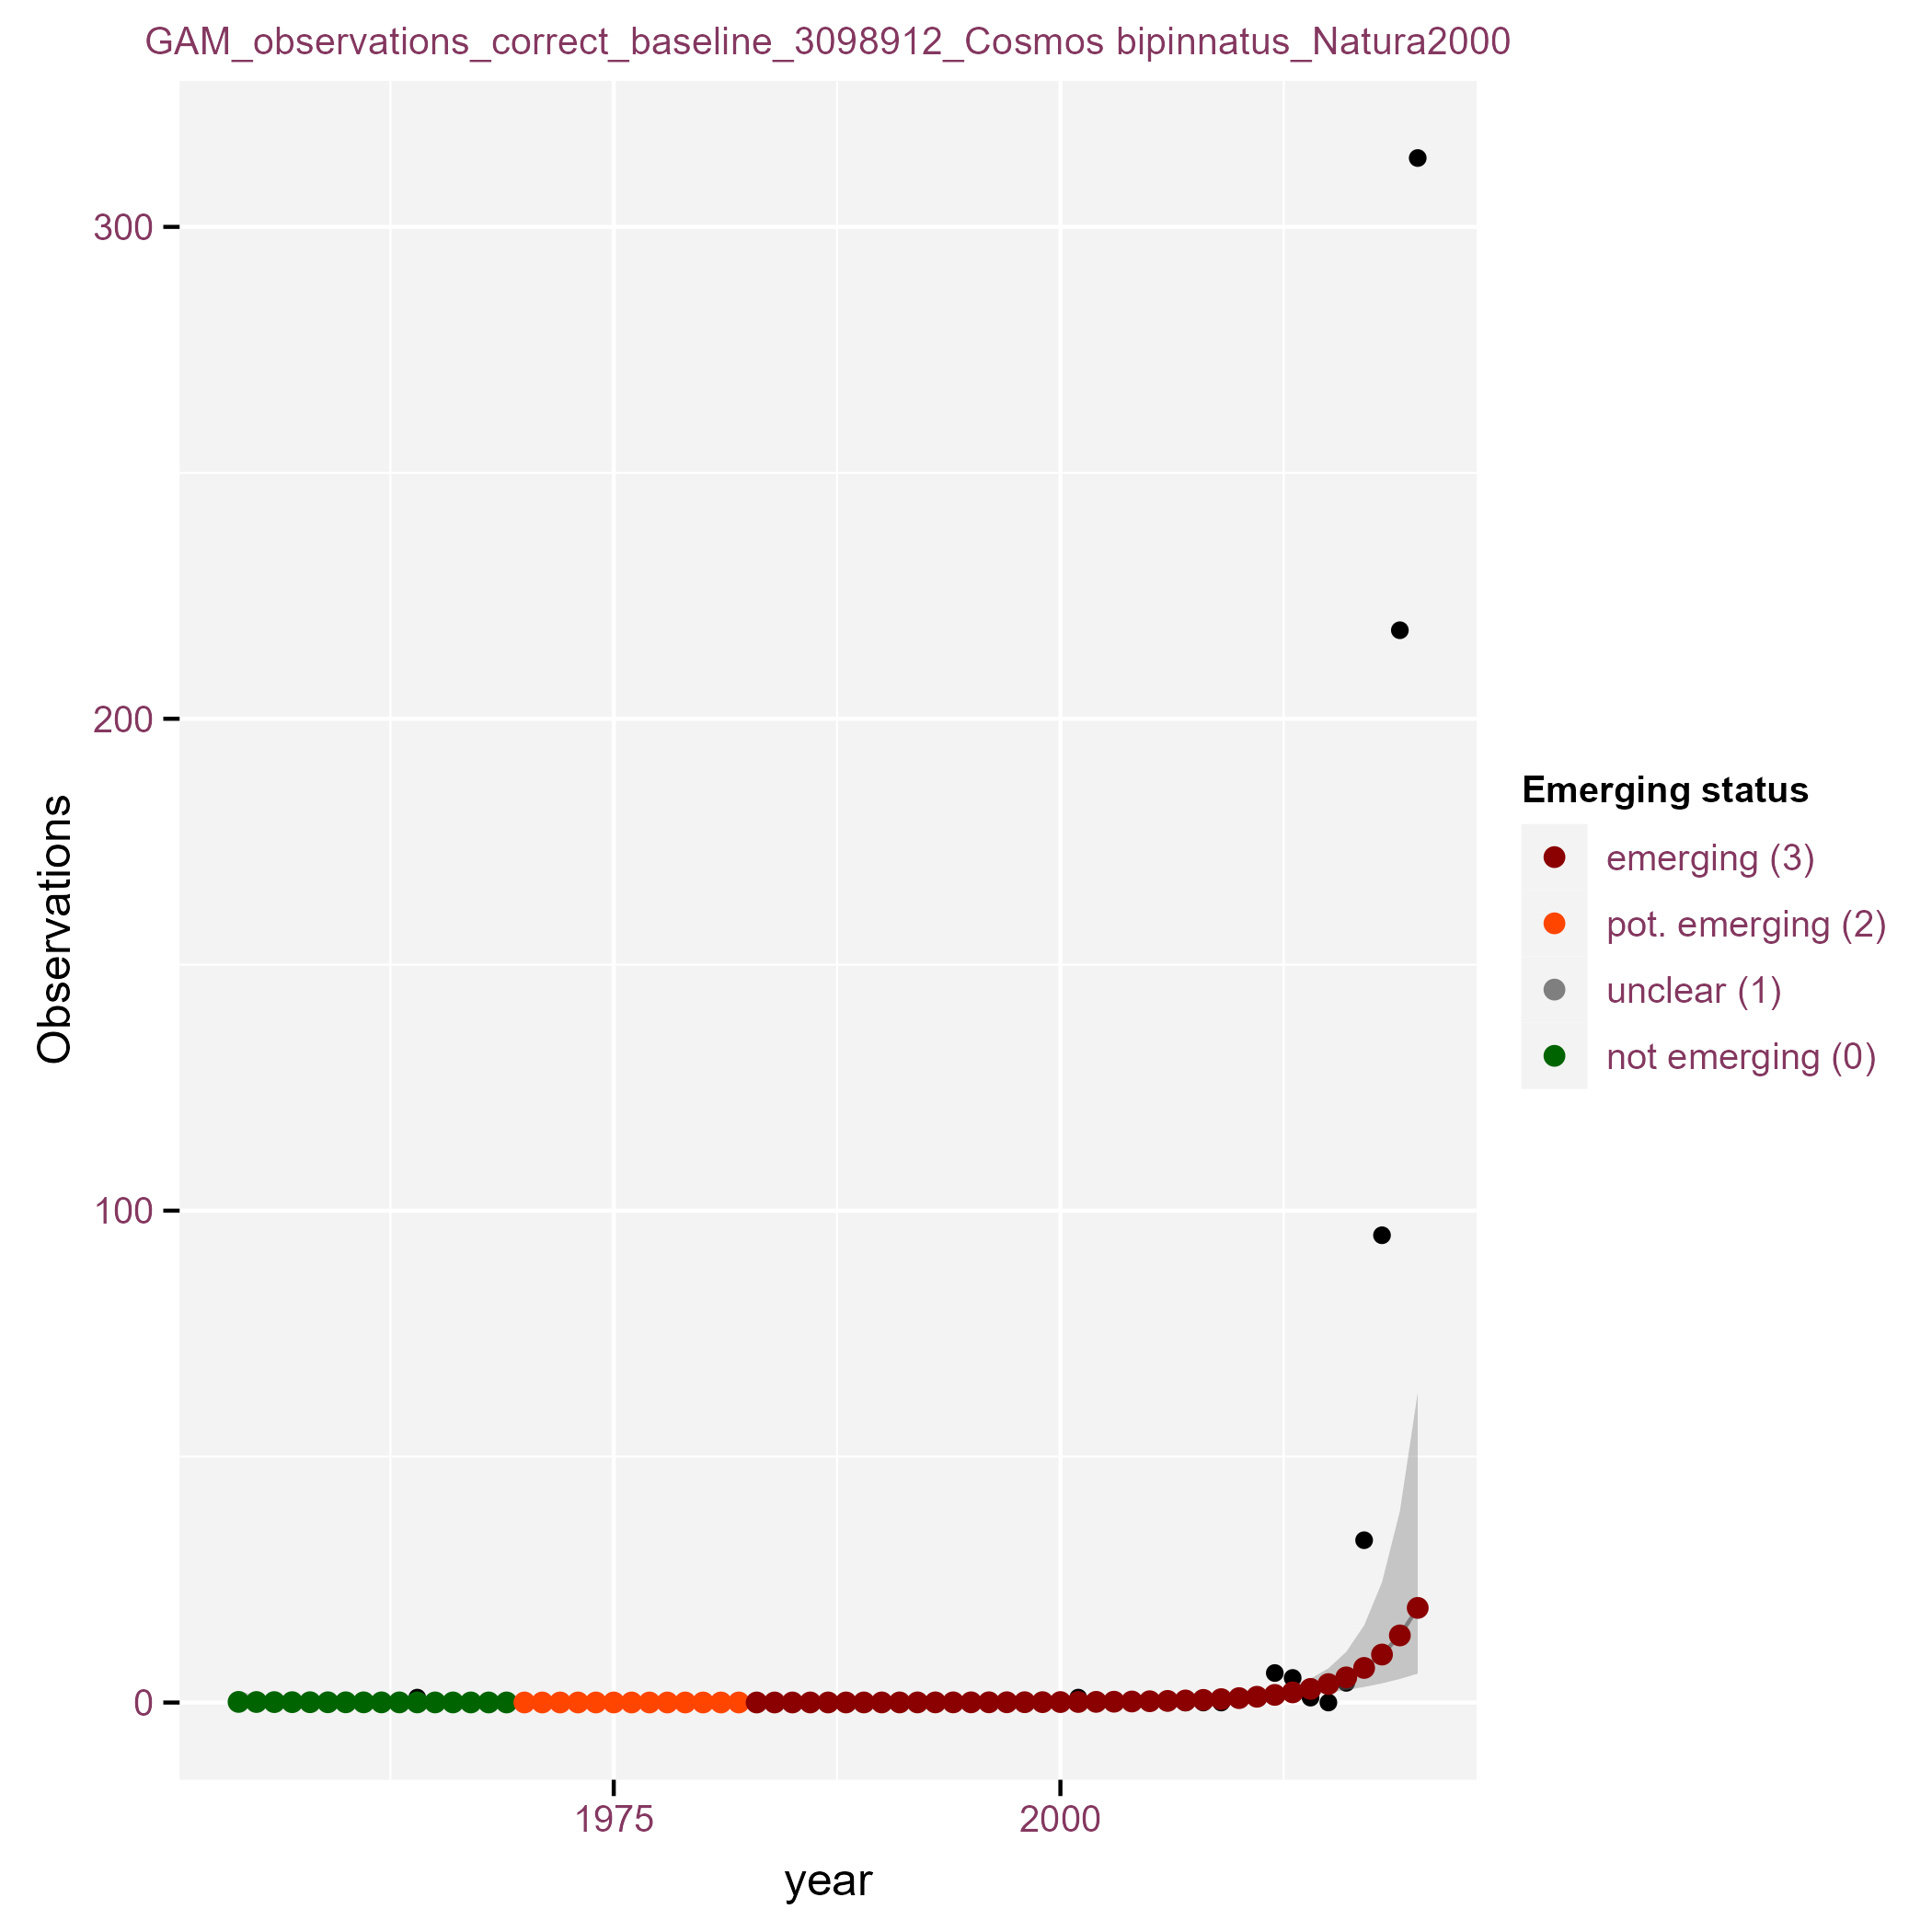 GAM_observations_correct_baseline_3098912_Cosmos bipinnatus_Natura2000
300
200
100
0
Observations
1975
2000
year
Emerging status
emerging (3)
pot. emerging (2)
unclear (1)
not emerging (0)